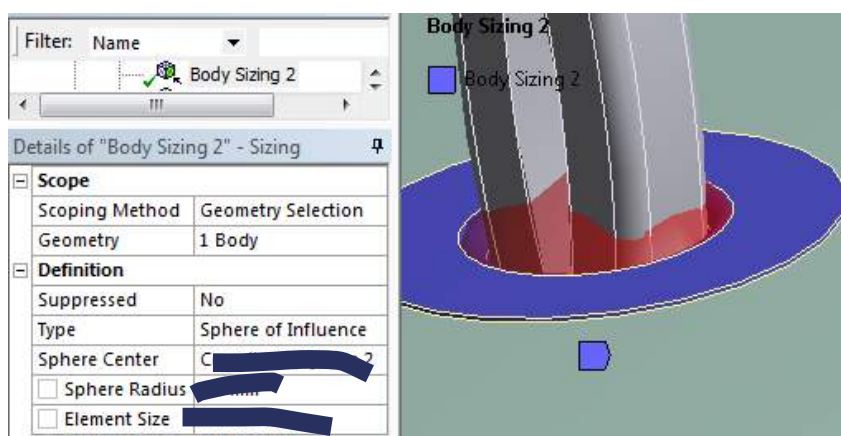 Filter: Name
Body Sizing 2
Details of "Body Sizing 2" - Sizing
Scope
Scoping Method Geometry Selection
Geometry 1 Body
Definition
Suppressed No
Type Sphere of Influence
Sphere Center C 2
Sphere Radius
Element Size
Body Sizing 2
Body Sizing 2